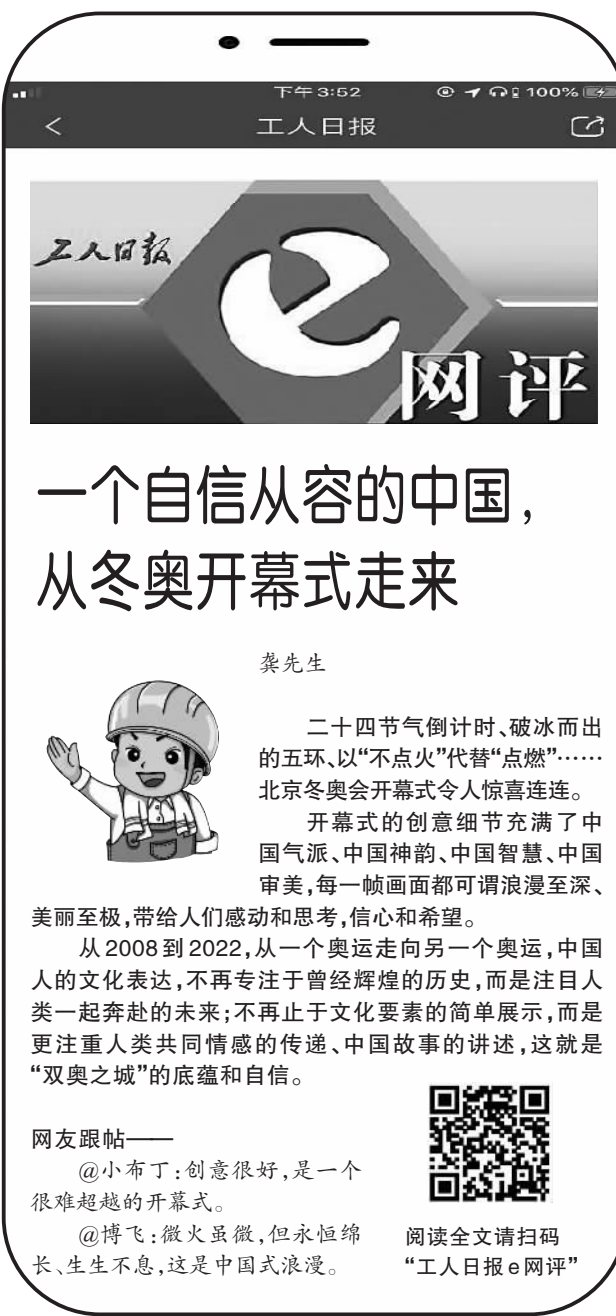 下午3:52
100%
工人日报
工人日报
e
网评
一个自信从容的中国，
从冬奥开幕式走来
龚先生
二十四节气倒计时、破冰而出
的五环、以“不点火”代替“点燃”……
北京冬奥会开幕式令人惊喜连连。
开幕式的创意细节充满了中
国气派、中国神韵、中国智慧、中国
审美，每一帧画面都可谓浪漫至深、
美丽至极，带给人们感动和思考，信心和希望。
从2008到2022，从一个奥运走向另一个奥运，中国
人的文化表达，不再专注于曾经辉煌的历史，而是注目人
类一起奔赴的未来；不再止于文化要素的简单展示，而是
更注重人类共同情感的传递、中国故事的讲述，这就是
“双奥之城”的底蕴和自信。
网友跟帖——
@小布丁：创意很好，是一个
很难超越的开幕式。
@博飞：微火虽微，但永恒绵
长、生生不息，这是中国式浪漫。
阅读全文请扫码
“工人日报e网评”